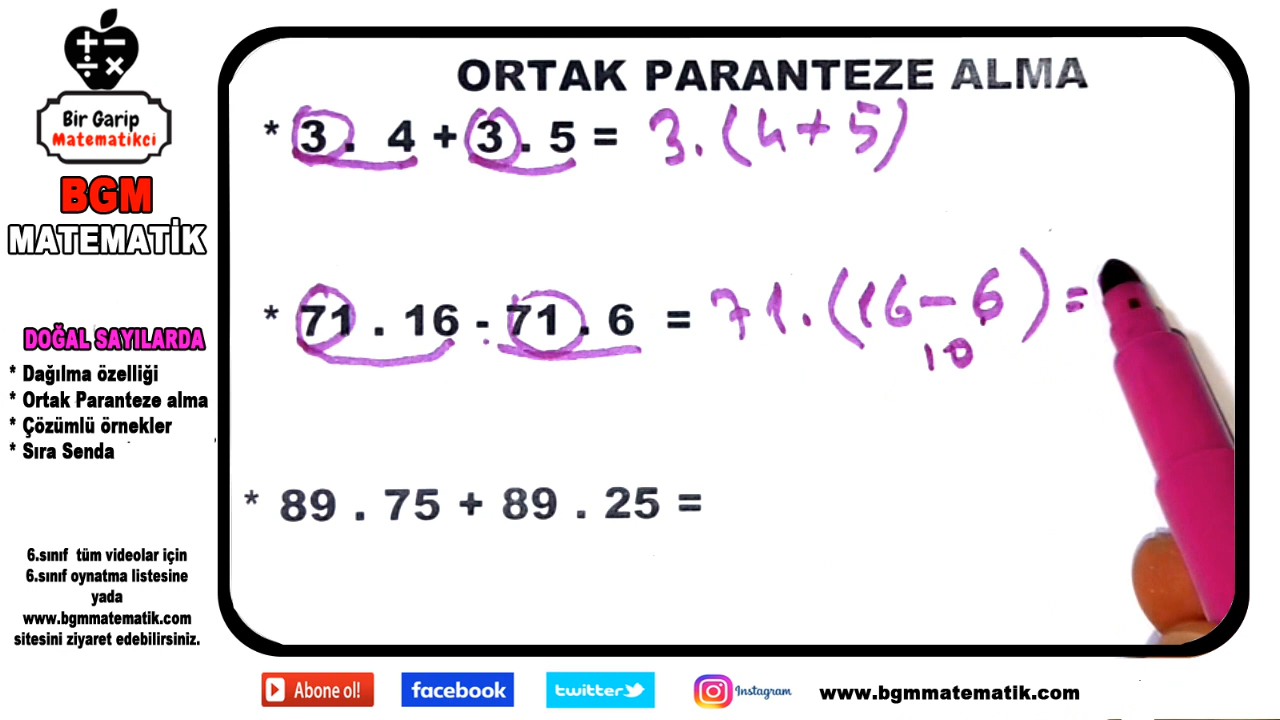 Bir Garip
Matematikci
BGM
MATEMATİK
DOĞAL SAYILARDA
* Dağılma özelliği
* Ortak Paranteze alma
* Çözümlü örnekler
* Sıra Senda
6.sınıf tüm videolar için
6.sınıf oynatma listesine
yada
www.bgmmatematik.com
sitesini ziyaret edebilirsiniz.
ORTAK PARANTEZE ALMA
* 3 . 4 + 3 . 5 = 3.(4+5)
* 71 . 16 - 71 . 6 = 71.(16-6)=
10
* 89 . 75 + 89 . 25 =
Abone ol!
facebook
twitter
Instagram
www.bgmmatematik.com